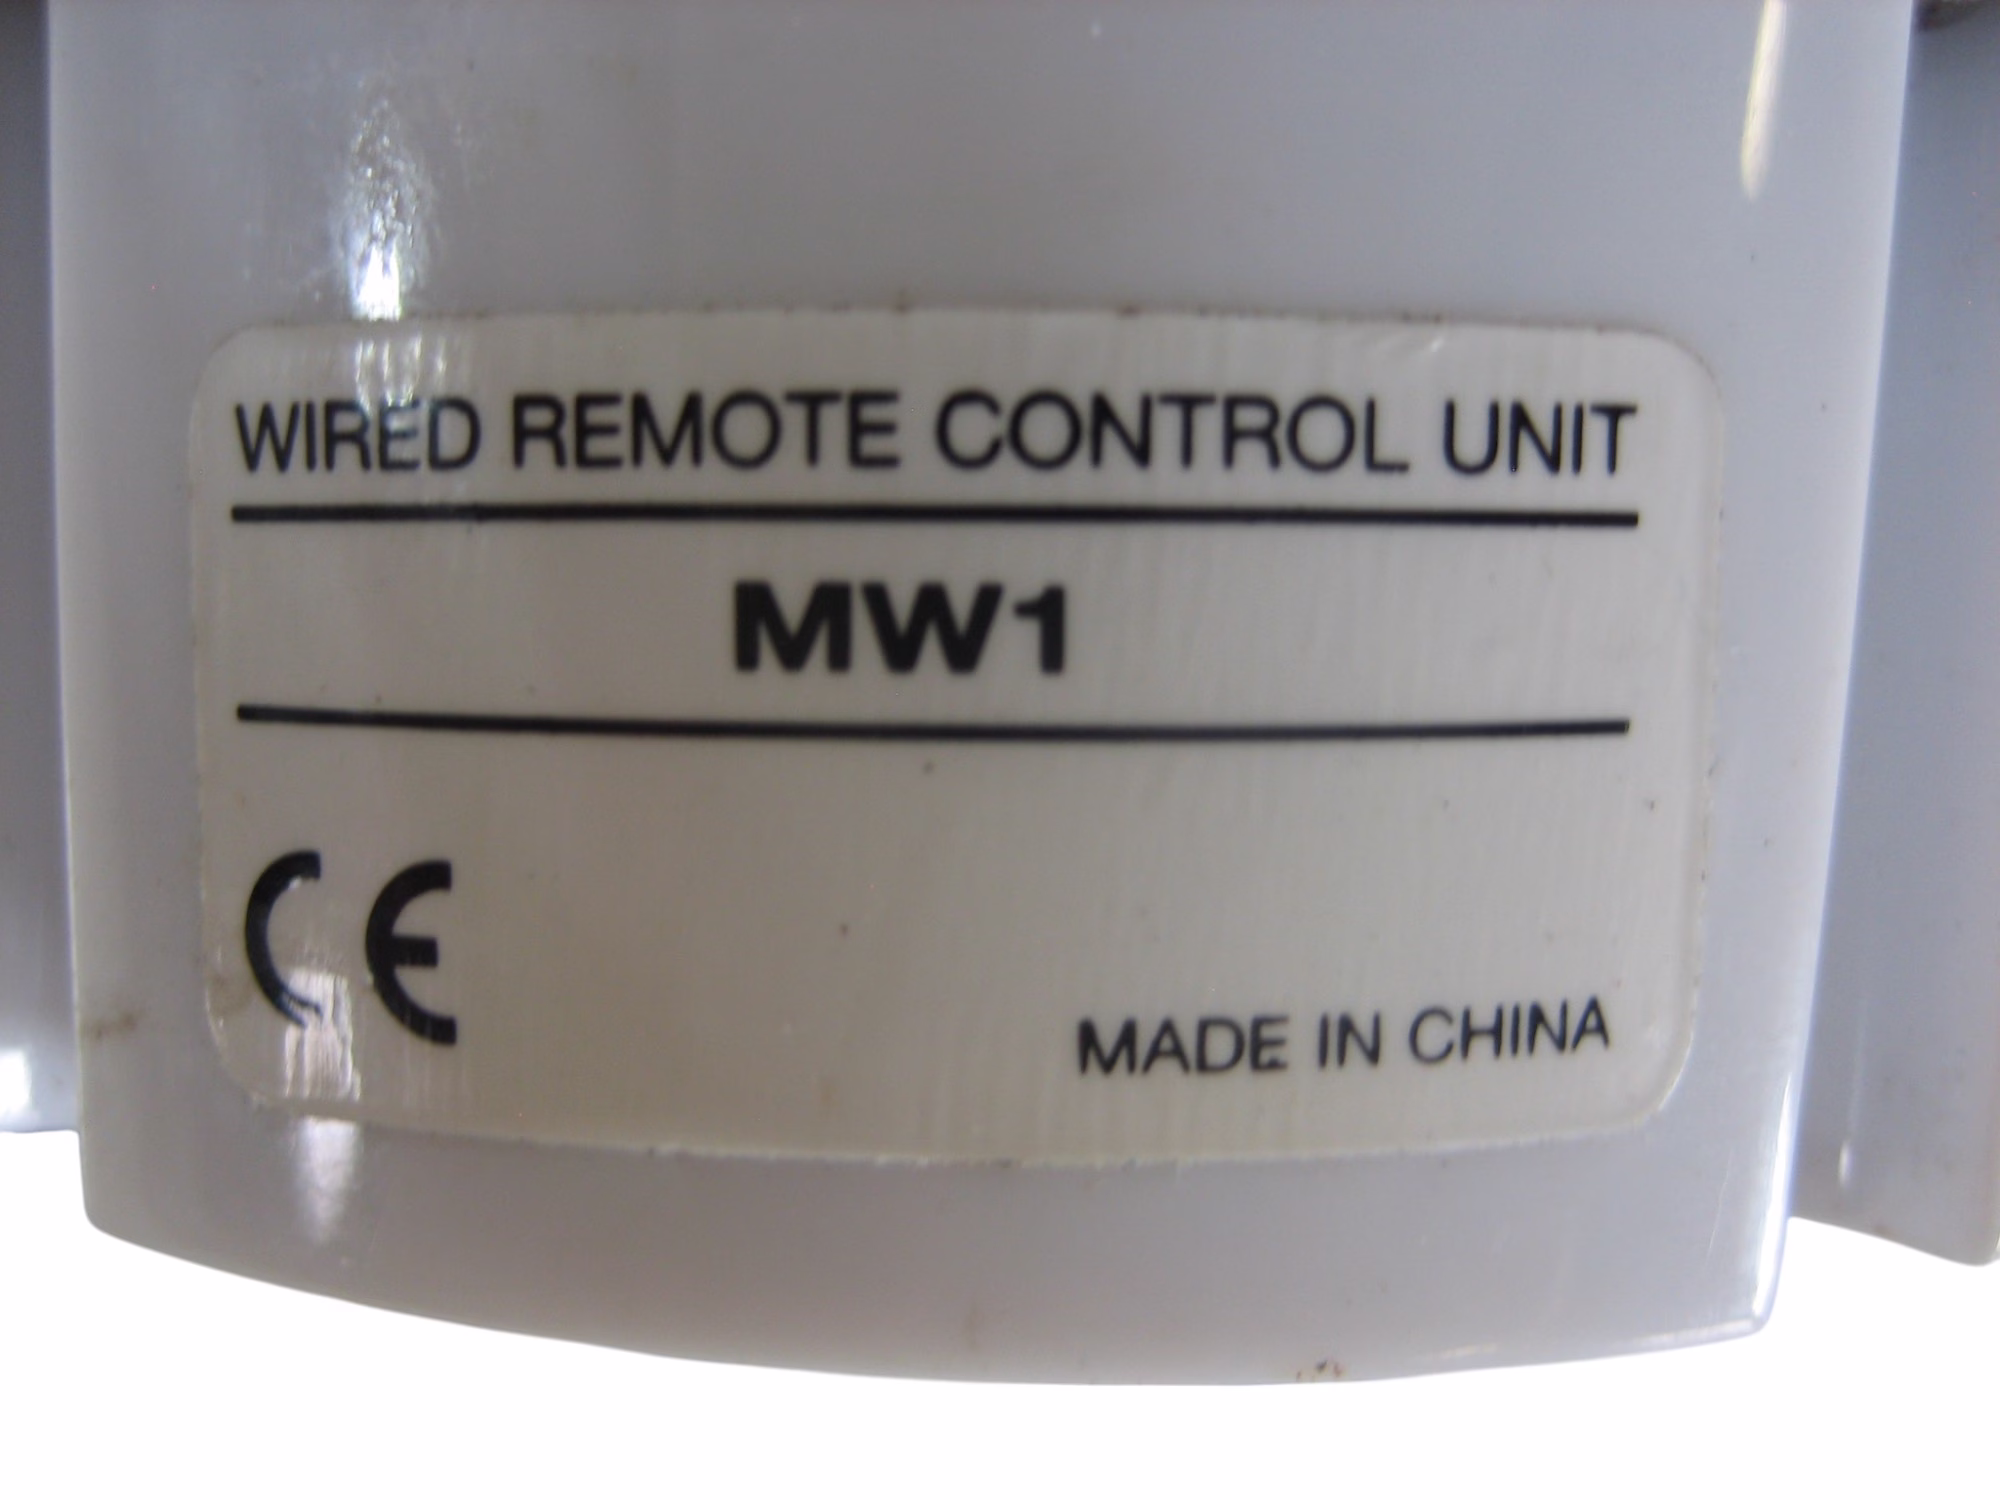 WIRED REMOTE CONTROL UNIT
MW1
CE
MADE IN CHINA